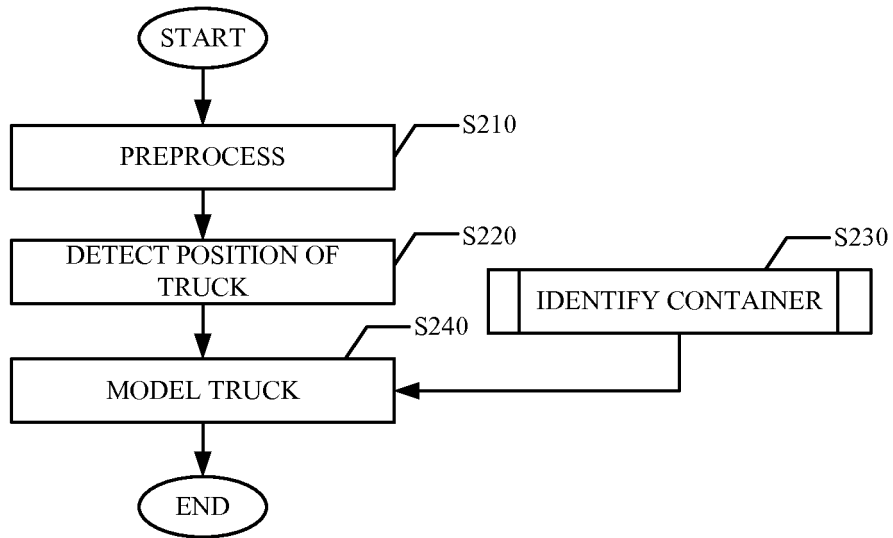 START
S210
PREPROCESS
S220
DETECT POSITION OF
TRUCK
S230
IDENTIFY CONTAINER
S240
MODEL TRUCK
END